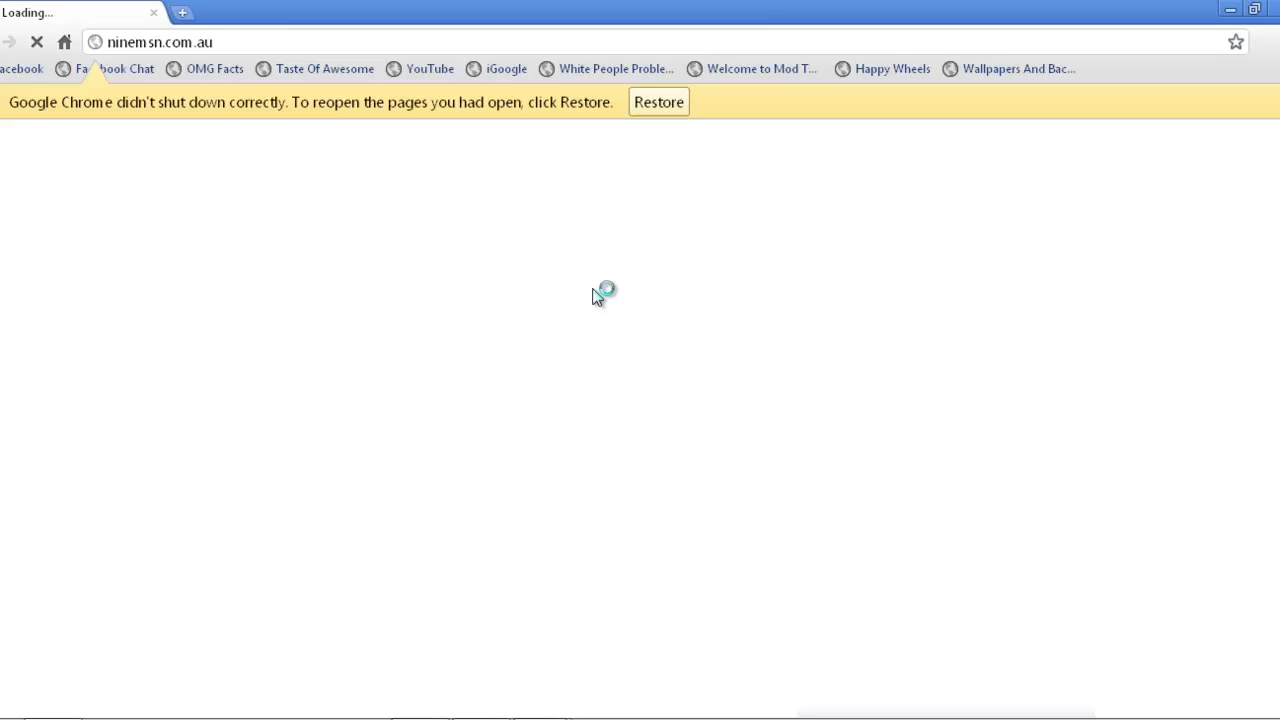 Loading...
ninemsn.com.au
acebook Facebook Chat OMG Facts Taste Of Awesome YouTube iGoogle White People Proble... Welcome to Mod T... Happy Wheels Wallpapers And Bac...
Google Chrome didn't shut down correctly. To reopen the pages you had open, click Restore. Restore